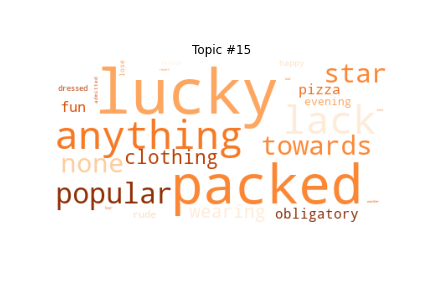 Topic #15
lucky
star
lack
anything
towards
none
clothing
popular
packed
pizza
evening
happy
fun
dressed
admitted
lose
wearing
rude
obligatory